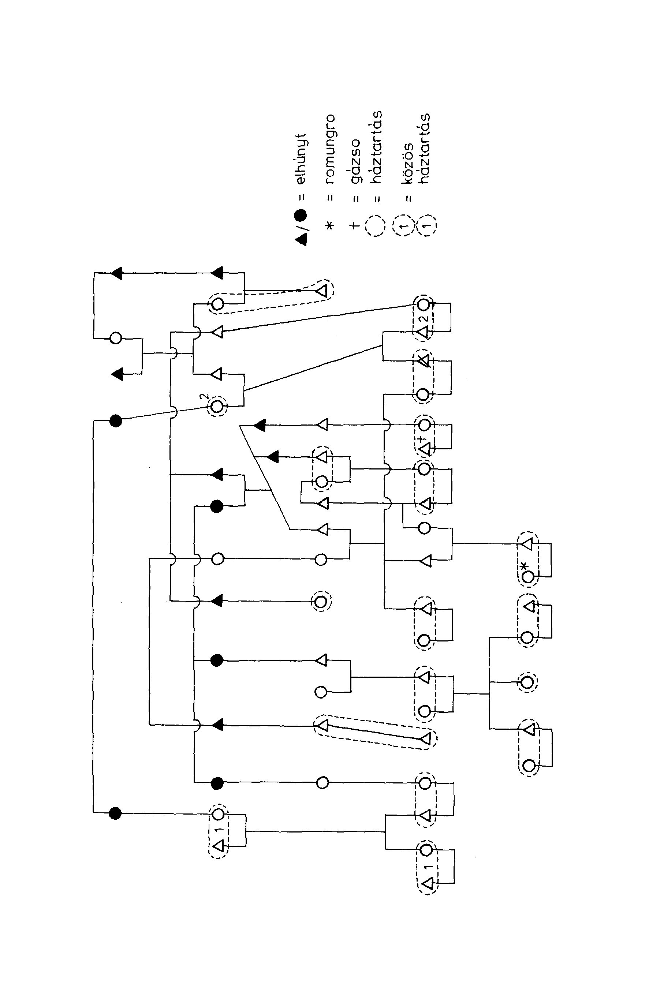 ▲/● = elhúnyt
* = romungro
† = gázso
= háztartás
1 = közös
1 háztartás
2
2
†
*
1
1